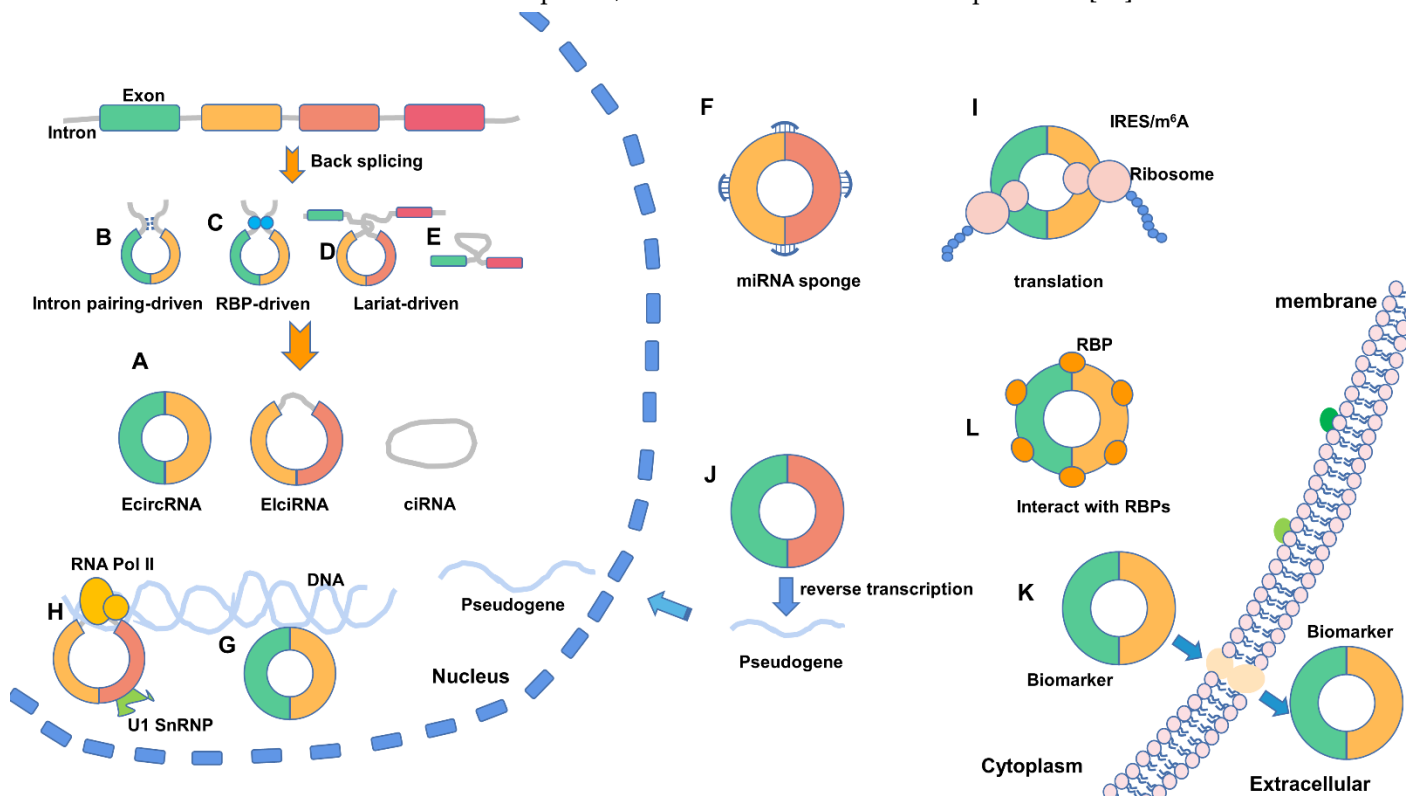 Exon
Intron
Back splicing
B
C
D
E
Intron pairing-driven
RBP-driven
Lariat-driven
A
EcircRNA
ElciRNA
ciRNA
RNA Pol II
DNA
H
G
U1 SnRNP
Pseudogene
Nucleus
F
miRNA sponge
I
IRES/m⁶A
Ribosome
translation
membrane
RBP
L
Interact with RBPs
J
reverse transcription
Pseudogene
K
Biomarker
Biomarker
Cytoplasm
Extracellular